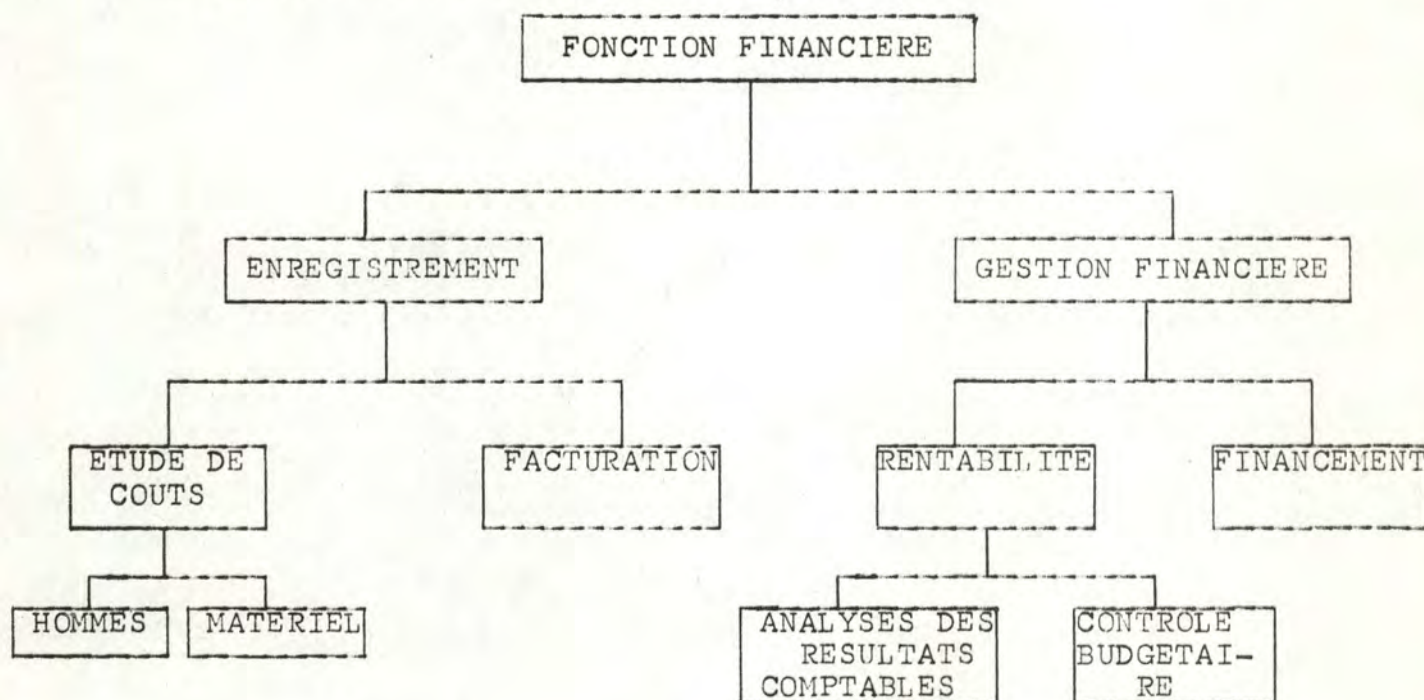 FONCTION FINANCIERE
ENREGISTREMENT
GESTION FINANCIERE
ETUDE DE
COUTS
FACTURATION
RENTABILITE
FINANCEMENT
HOMMES
MATERIEL
ANALYSES DES
RESULTATS
COMPTABLES
CONTROLE
BUDGETAI-
RE